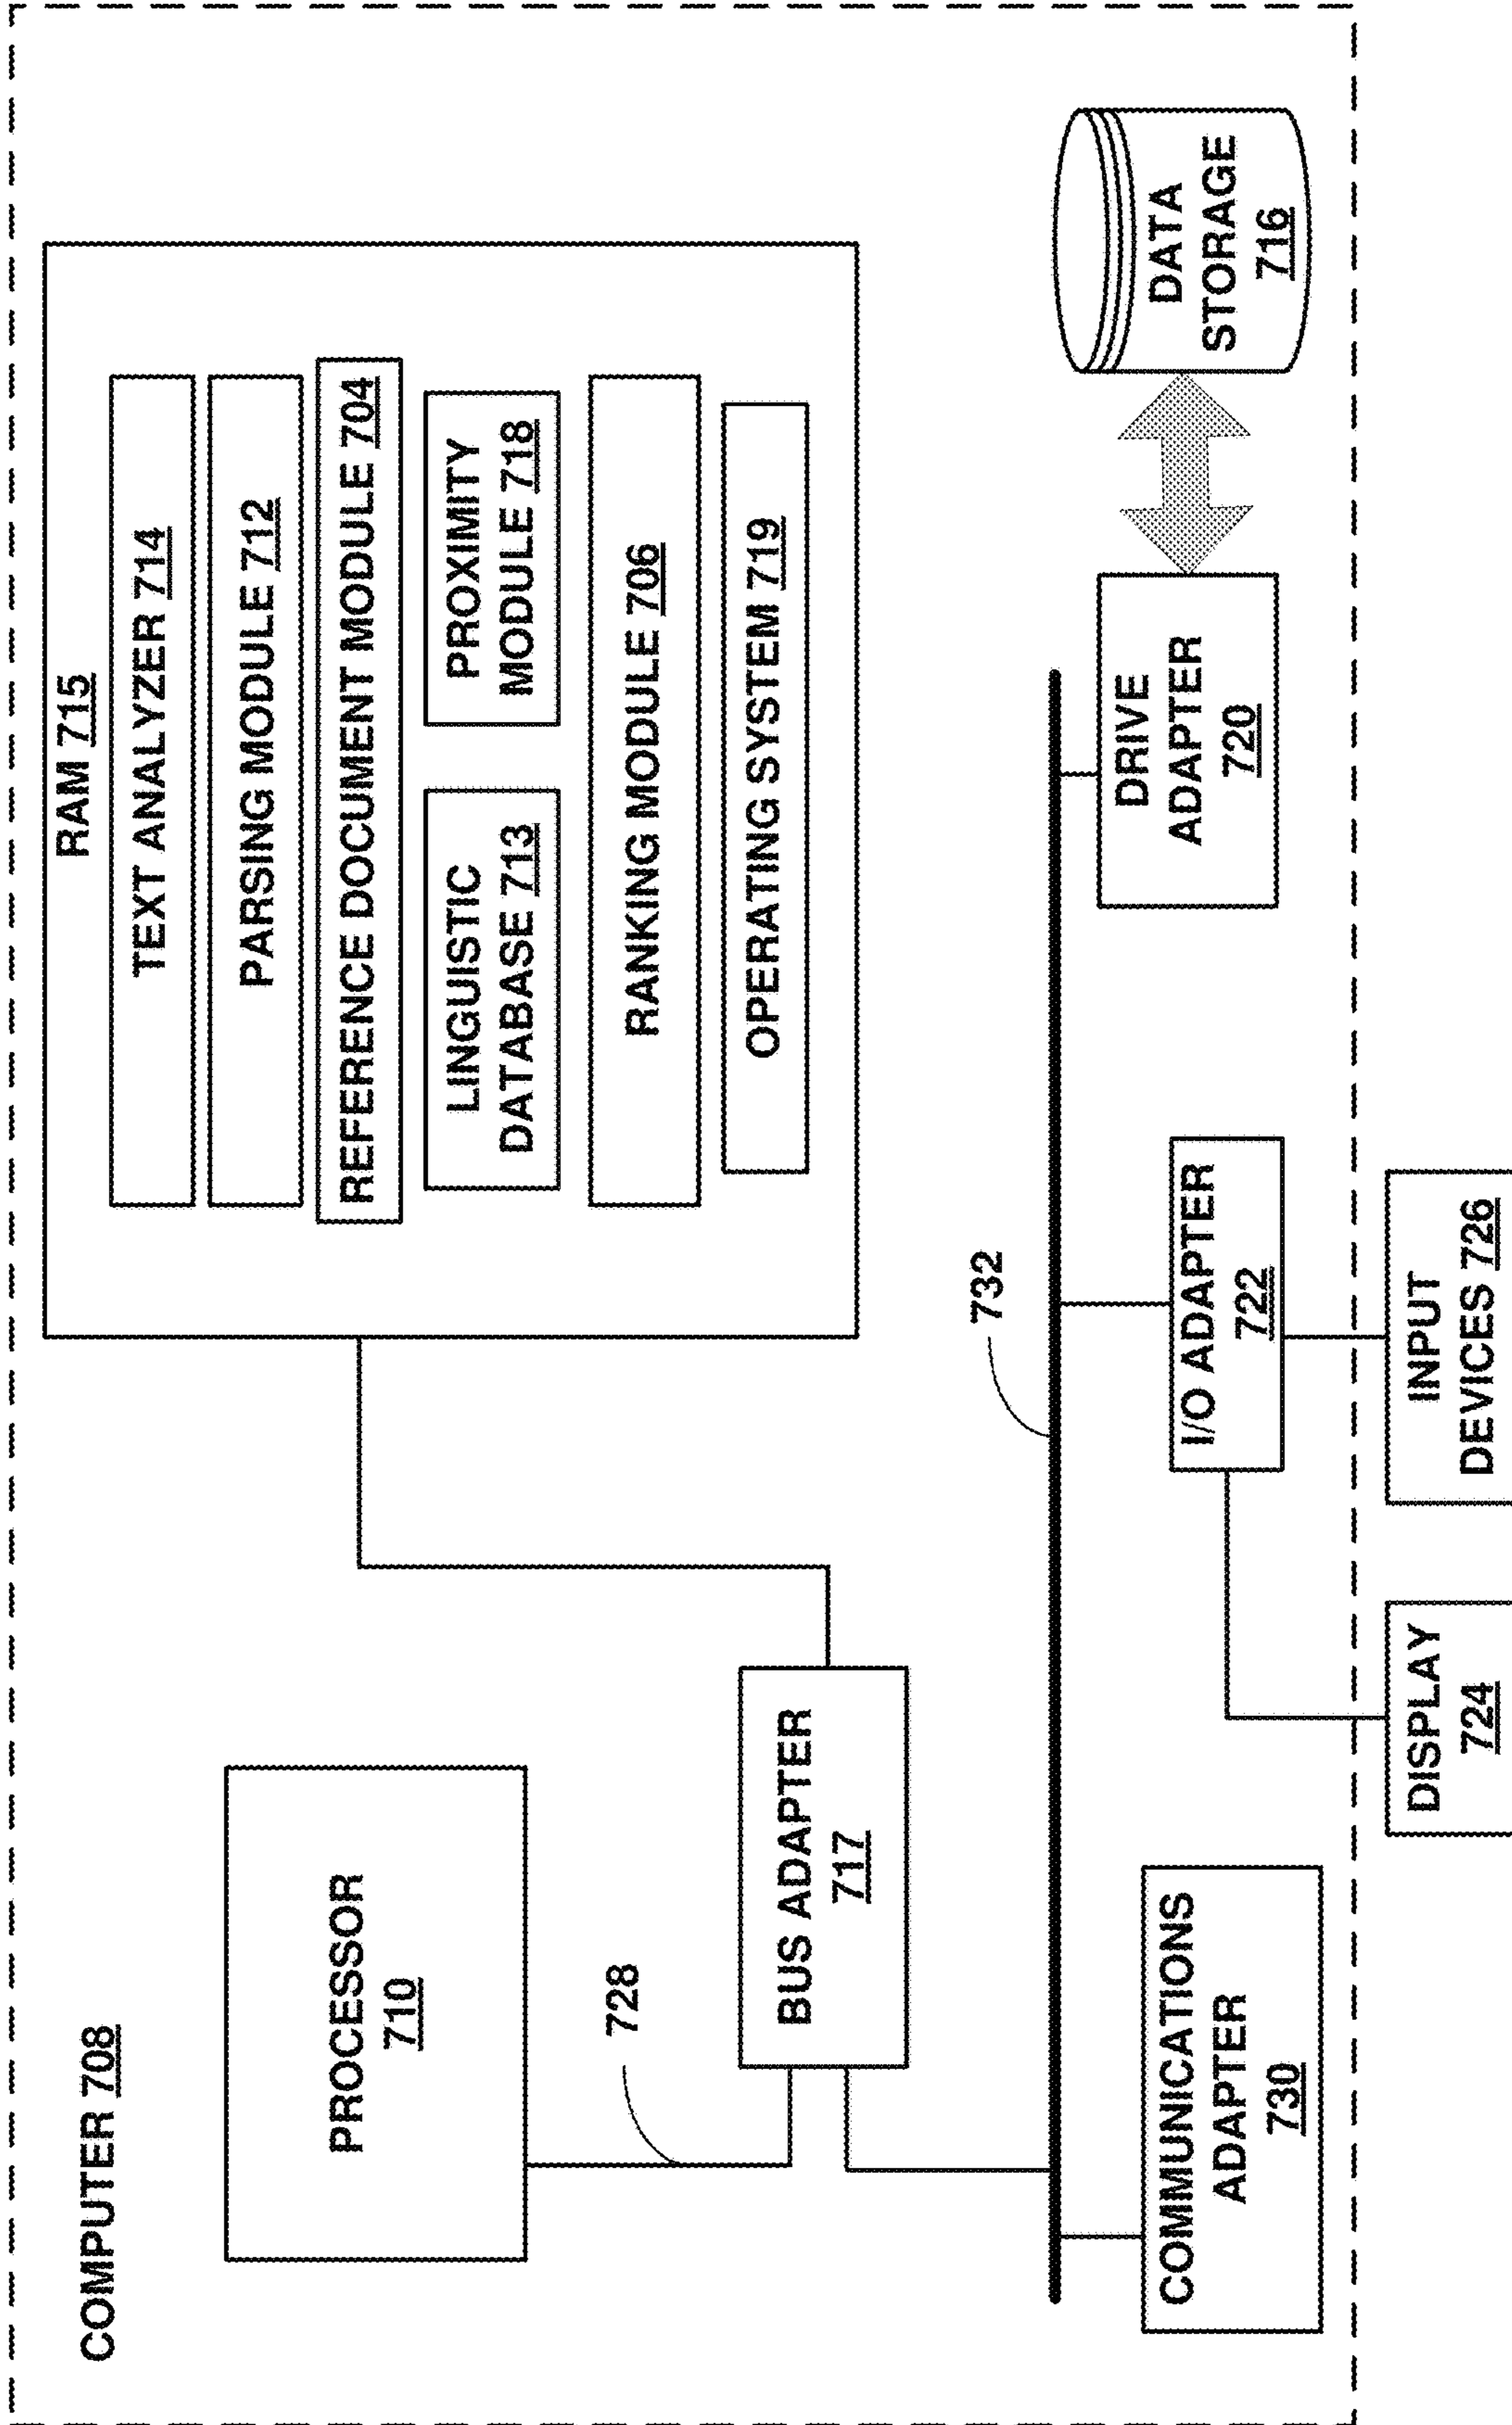 COMPUTER 708
RAM 715
TEXT ANALYZER 714
PARSING MODULE 712
REFERENCE DOCUMENT MODULE 704
LINGUISTIC
DATABASE 713
PROXIMITY
MODULE 718
RANKING MODULE 706
OPERATING SYSTEM 719
PROCESSOR
710
728
BUS ADAPTER
717
732
COMMUNICATIONS
ADAPTER
730
I/O ADAPTER
722
DRIVE
ADAPTER
720
DATA
STORAGE
716
DISPLAY
724
INPUT
DEVICES 726